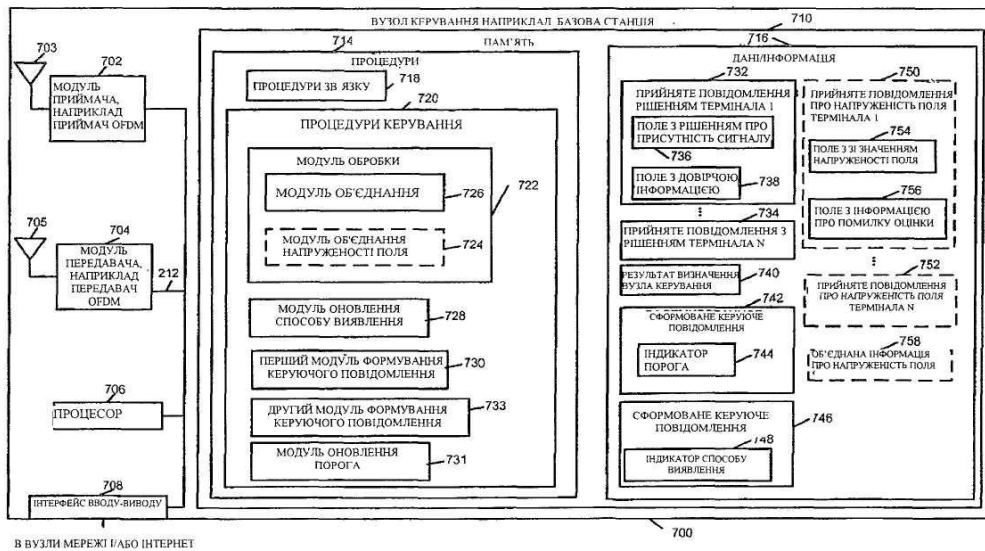 ВУЗОЛ КЕРУВАННЯ НАПРИКЛАД БАЗОВА СТАНЦІЯ
710
703
702
МОДУЛЬ
ПРИЙМАЧА,
НАПРИКЛАД
ПРИЙМАЧ OFDM
705
704
МОДУЛЬ
ПЕРЕДАВАЧА,
НАПРИКЛАД
ПЕРЕДАВАЧ
OFDM
212
706
ПРОЦЕСОР
708
ІНТЕРФЕЙС ВВОДУ-ВИВОДУ
В ВУЗЛИ МЕРЕЖІ І/АБО ІНТЕРНЕТ
ПАМ'ЯТЬ
714
ПРОЦЕДУРИ
ПРОЦЕДУРИ ЗВ ЯЗКУ
718
720
ПРОЦЕДУРИ КЕРУВАННЯ
МОДУЛЬ ОБРОБКИ
722
МОДУЛЬ ОБ'ЄДНАННЯ
726
МОДУЛЬ ОБ'ЄДНАННЯ
НАПРУЖЕНОСТІ ПОЛЯ
724
МОДУЛЬ ОНОВЛЕННЯ
СПОСОБУ ВИЯВЛЕННЯ
728
ПЕРШИЙ МОДУЛЬ ФОРМУВАННЯ
КЕРУЮЧОГО ПОВІДОМЛЕННЯ
730
ДРУГИЙ МОДУЛЬ ФОРМУВАННЯ
КЕРУЮЧОГО ПОВІДОМЛЕННЯ
733
МОДУЛЬ ОНОВЛЕННЯ
ПОРОГА
731
716
ДАНІ/ІНФОРМАЦІЯ
732
ПРИЙНЯТЕ ПОВІДОМЛЕННЯ З
РІШЕННЯМ ТЕРМІНАЛА 1
ПОЛЕ З РІШЕННЯМ ПРО
ПРИСУТНІСТЬ СИГНАЛУ
736
ПОЛЕ З ДОВІРЧОЮ
ІНФОРМАЦІЄЮ
738
734
ПРИЙНЯТЕ ПОВІДОМЛЕННЯ З
РІШЕННЯМ ТЕРМІНАЛА N
РЕЗУЛЬТАТ ВИЗНАЧЕННЯ
ВУЗЛА КЕРУВАННЯ
740
742
СФОРМОВАНЕ КЕРУЮЧЕ
ПОВІДОМЛЕННЯ
ІНДИКАТОР
ПОРОГА
744
СФОРМОВАНЕ КЕРУЮЧЕ
ПОВІДОМЛЕННЯ
746
748
ІНДИКАТОР СПОСОБУ
ВИЯВЛЕННЯ
750
ПРИЙНЯТЕ ПОВІДОМЛЕННЯ
ПРО НАПРУЖЕНІСТЬ ПОЛЯ
ТЕРМІНАЛА 1
754
ПОЛЕ З ЗІ ЗНАЧЕННЯМ
НАПРУЖЕНОСТІ ПОЛЯ
756
ПОЛЕ З ІНФОРМАЦІЄЮ
ПРО ПОМИЛКУ ОЦІНКИ
752
ПРИЙНЯТЕ ПОВІДОМЛЕННЯ
ПРО НАПРУЖЕНІСТЬ ПОЛЯ
ТЕРМІНАЛА N
758
ОБ'ЄДНАНА ІНФОРМАЦІЯ
ПРО НАПРУЖЕНІСТЬ ПОЛЯ
700